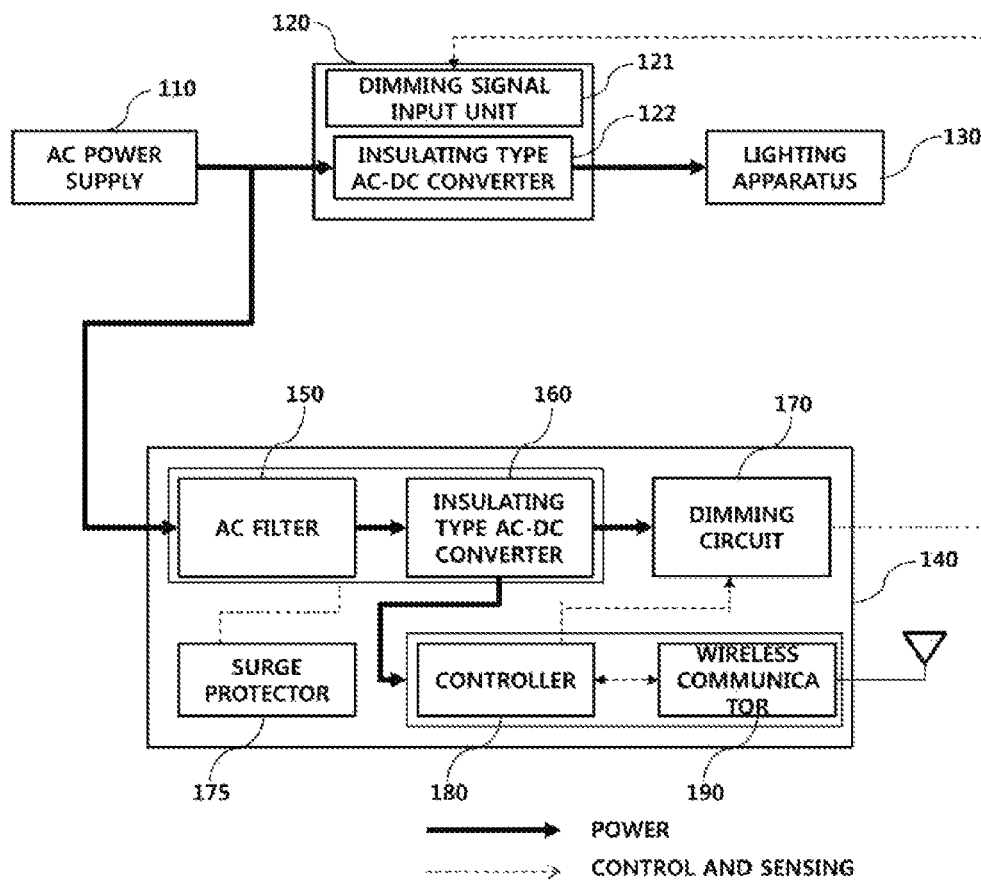 120
121
DIMMING SIGNAL
INPUT UNIT
110
122
130
AC POWER
SUPPLY
INSULATING TYPE
AC-DC CONVERTER
LIGHTING
APPARATUS
150
160
170
AC FILTER
INSULATING
TYPE AC-DC
CONVERTER
DIMMING
CIRCUIT
140
SURGE
PROTECTOR
CONTROLLER
WIRELESS
COMMUNICA
TOR
175
180
190
POWER
CONTROL AND SENSING